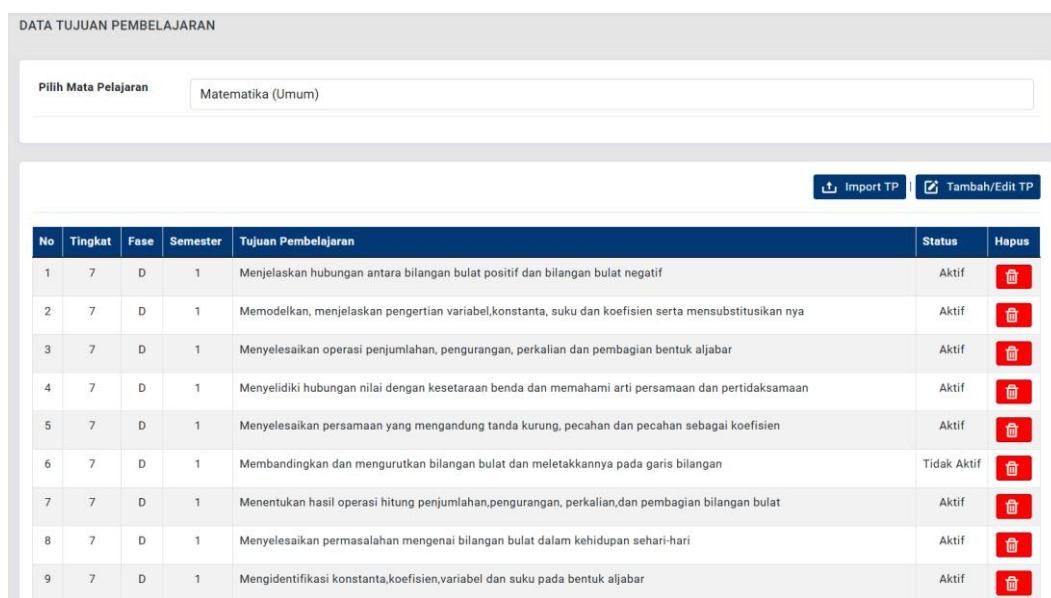 DATA TUJUAN PEMBELAJARAN
Pilih Mata Pelajaran Matematika (Umum)
Import TP | Tambah/Edit TP
No Tingkat Fase Semester Tujuan Pembelajaran Status Hapus
1 7 D 1 Menjelaskan hubungan antara bilangan bulat positif dan bilangan bulat negatif Aktif
2 7 D 1 Memodelkan, menjelaskan pengertian variabel,konstanta, suku dan koefisien serta mensubstitusikan nya Aktif
3 7 D 1 Menyelesaikan operasi penjumlahan, pengurangan, perkalian dan pembagian bentuk aljabar Aktif
4 7 D 1 Menyelidiki hubungan nilai dengan kesetaraan benda dan memahami arti persamaan dan pertidaksamaan Aktif
5 7 D 1 Menyelesaikan persamaan yang mengandung tanda kurung, pecahan dan pecahan sebagai koefisien Aktif
6 7 D 1 Membandingkan dan mengurutkan bilangan bulat dan meletakkannya pada garis bilangan Tidak Aktif
7 7 D 1 Menentukan hasil operasi hitung penjumlahan,pengurangan, perkalian,dan pembagian bilangan bulat Aktif
8 7 D 1 Menyelesaikan permasalahan mengenai bilangan bulat dalam kehidupan sehari-hari Aktif
9 7 D 1 Mengidentifikasi konstanta,koefisien,variabel dan suku pada bentuk aljabar Aktif